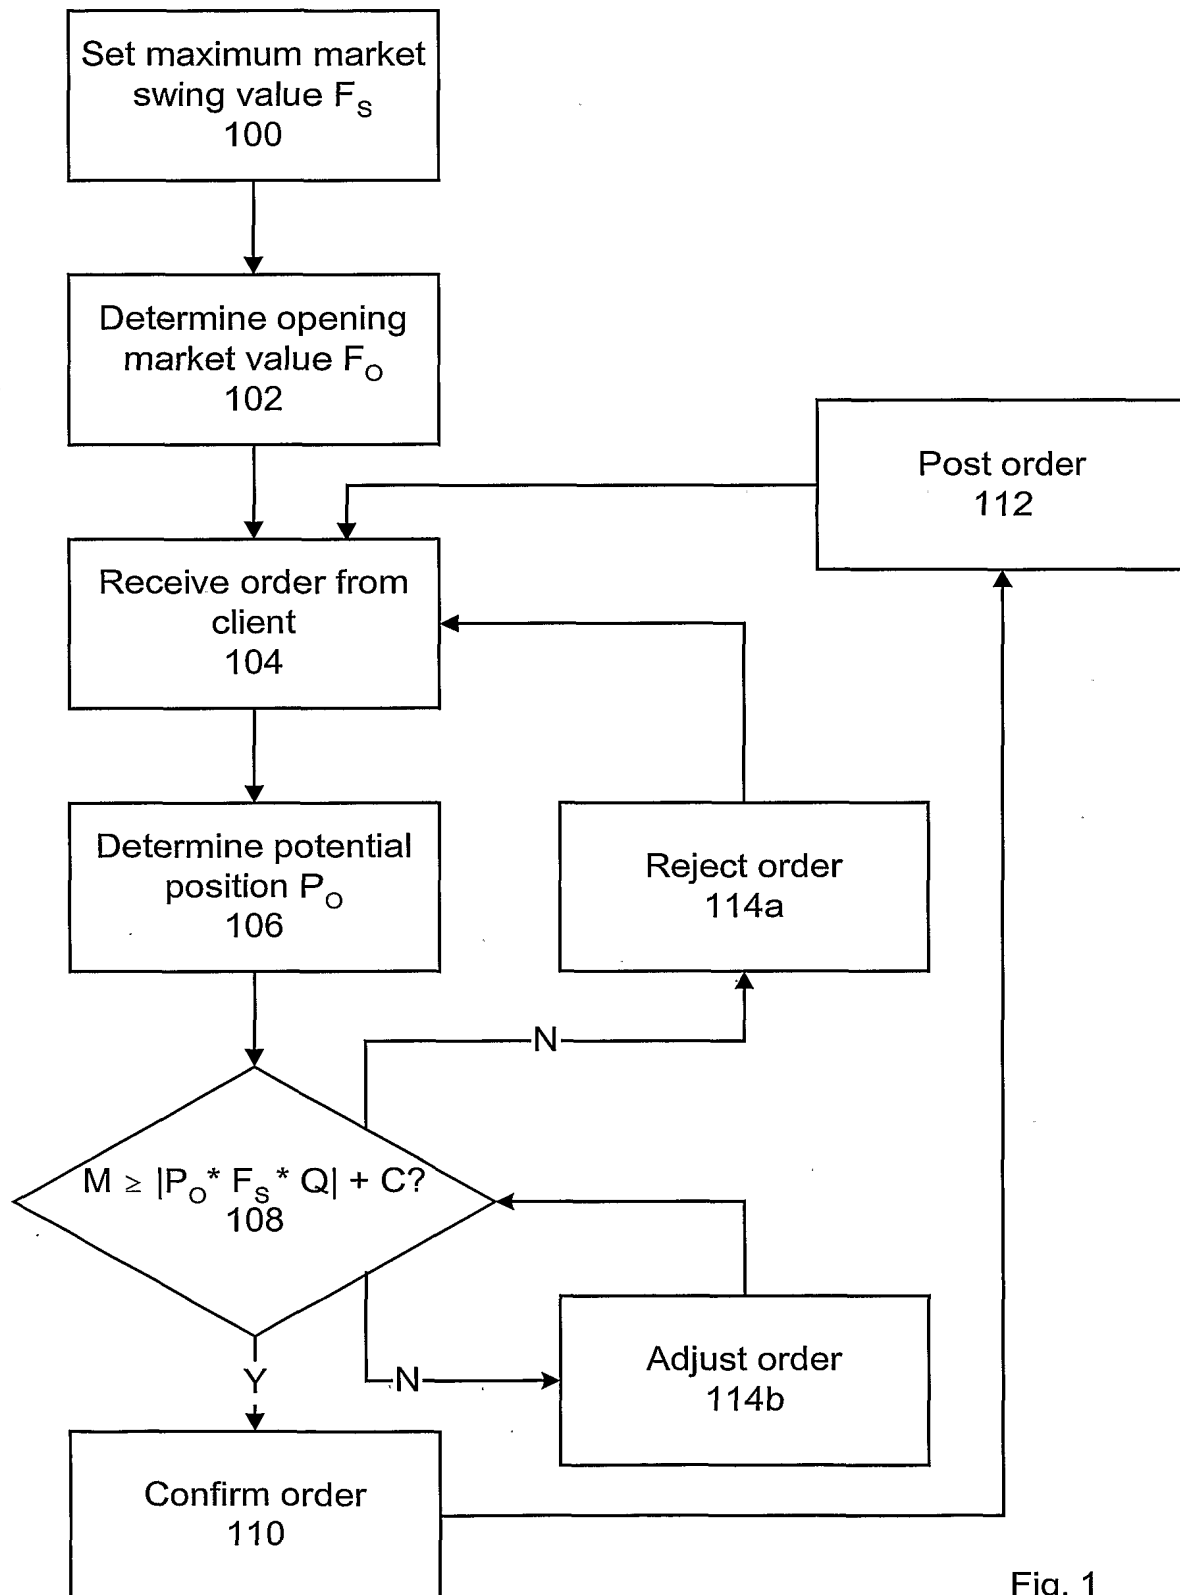 Set maximum market
swing value F_S
100
Determine opening
market value F_O
102
Post order
112
Receive order from
client
104
Determine potential
position P_O
106
Reject order
114a
N
M ≥ |P_O* F_S* Q| + C?
108
Adjust order
114b
N
Y
Confirm order
110
Fig. 1